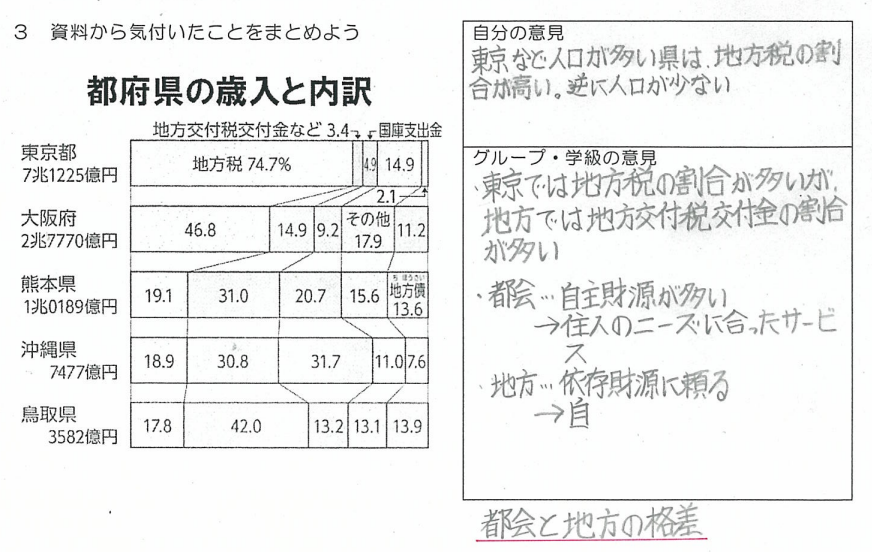 3 資料から気付いたことをまとめよう
都府県の歳入と内訳
地方交付税交付金など 3.4 国庫支出金
東京都
7兆1225億円
地方税 74.7% 4.9 14.9
2.1
大阪府
2兆7770億円
46.8 14.9 9.2 その他 17.9 11.2
熊本県
1兆0189億円
19.1 31.0 20.7 15.6 ちほうさい 地方債 13.6
沖縄県
7477億円
18.9 30.8 31.7 11.0 7.6
鳥取県
3582億円
17.8 42.0 13.2 13.1 13.9
自分の意見
東京など人口が多い県は、地方税の割
合が高い。逆に人口が少ない
グループ・学級の意見
・東京では地方税の割合が多いが、
地方では地方交付税交付金の割合
が多い
・都会…自主財源が多い
→住人のニーズに合ったサービ
ス
・地方…依存財源に頼る
→自
都会と地方の格差